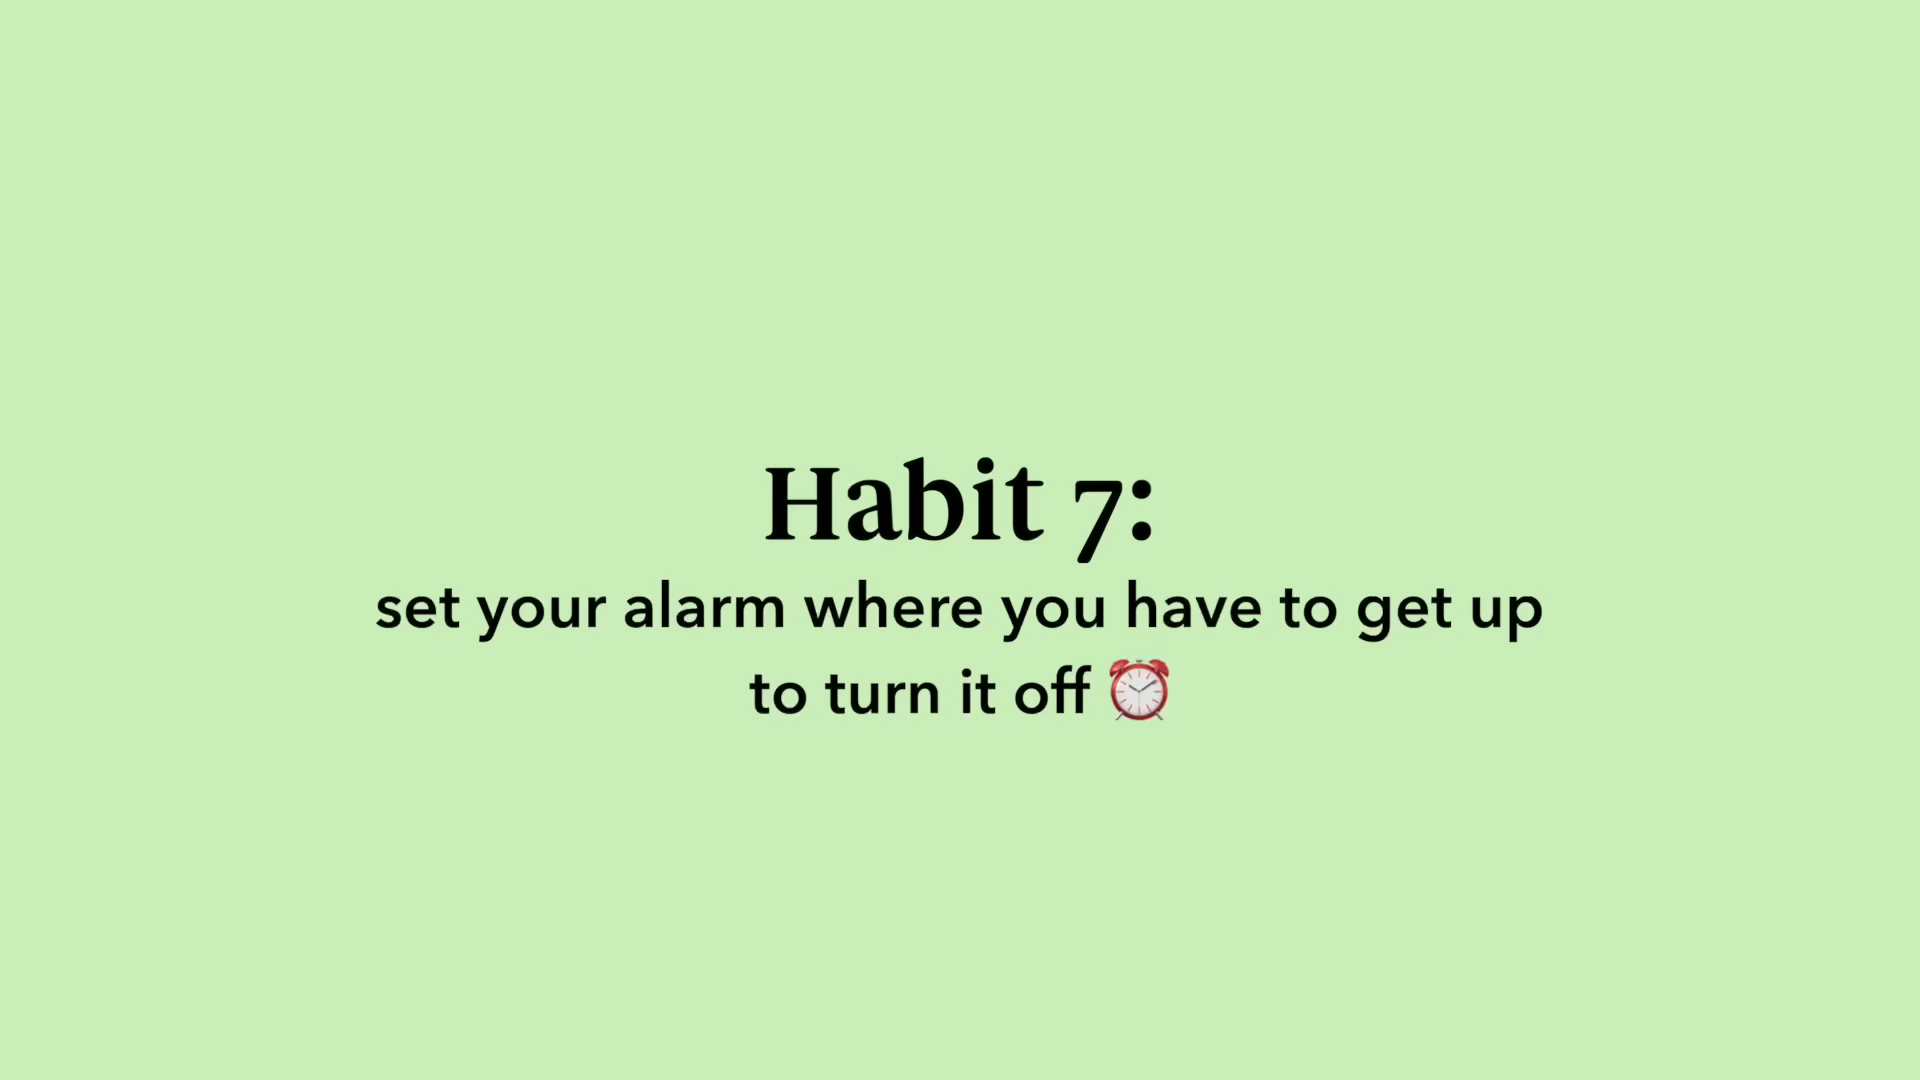 Habit 7:
set your alarm where you have to get up
to turn it off ⏰